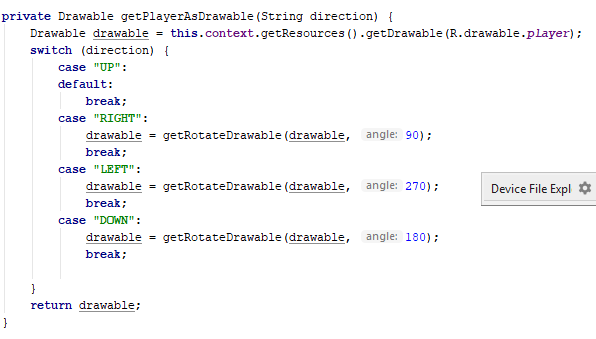 private Drawable getPlayerAsDrawable(String direction) {
    Drawable drawable = this.context.getResources().getDrawable(R.drawable.player);
    switch (direction) {
        case "UP":
        default:
            break;
        case "RIGHT":
            drawable = getRotateDrawable(drawable, angle: 90);
            break;
        case "LEFT":
            drawable = getRotateDrawable(drawable, angle: 270);
            break;
        case "DOWN":
            drawable = getRotateDrawable(drawable, angle: 180);
            break;
    }
    return drawable;
}
Device File Expl